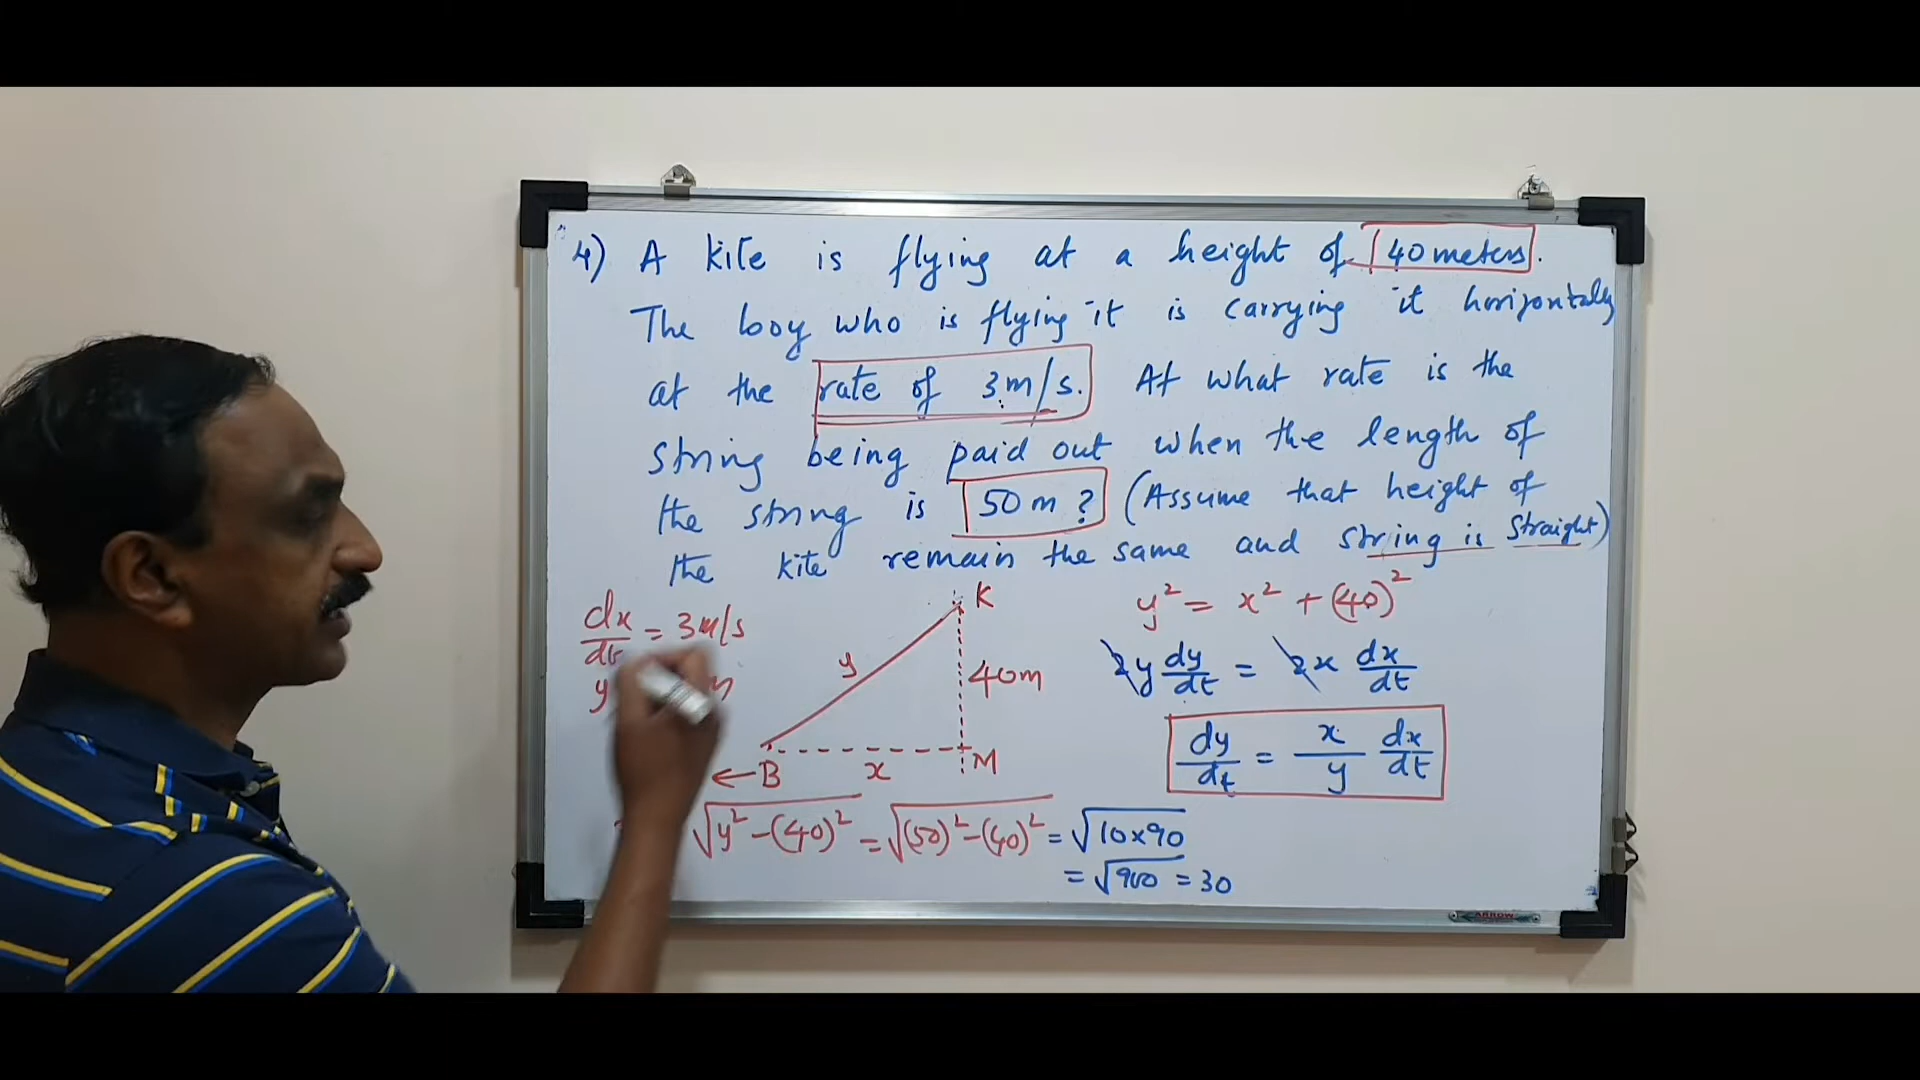 4) A kite is flying at a height of 40 meters.
The boy who is flying it is carrying it horizontally
at the rate of 3 m/s. At what rate is the
string being paid out when the length of
the string is 50 m ? (Assume that height of
the kite remain the same and string is straight)
dx/dt = 3 m/s
y
K
y
40m
← B x M
y² = x² + (40)²
2y dy/dt = 2x dx/dt
dy/dt = x/y dx/dt
√y² - (40)² = √(50)² - (40)² = √10×90
= √900 = 30
ARROW